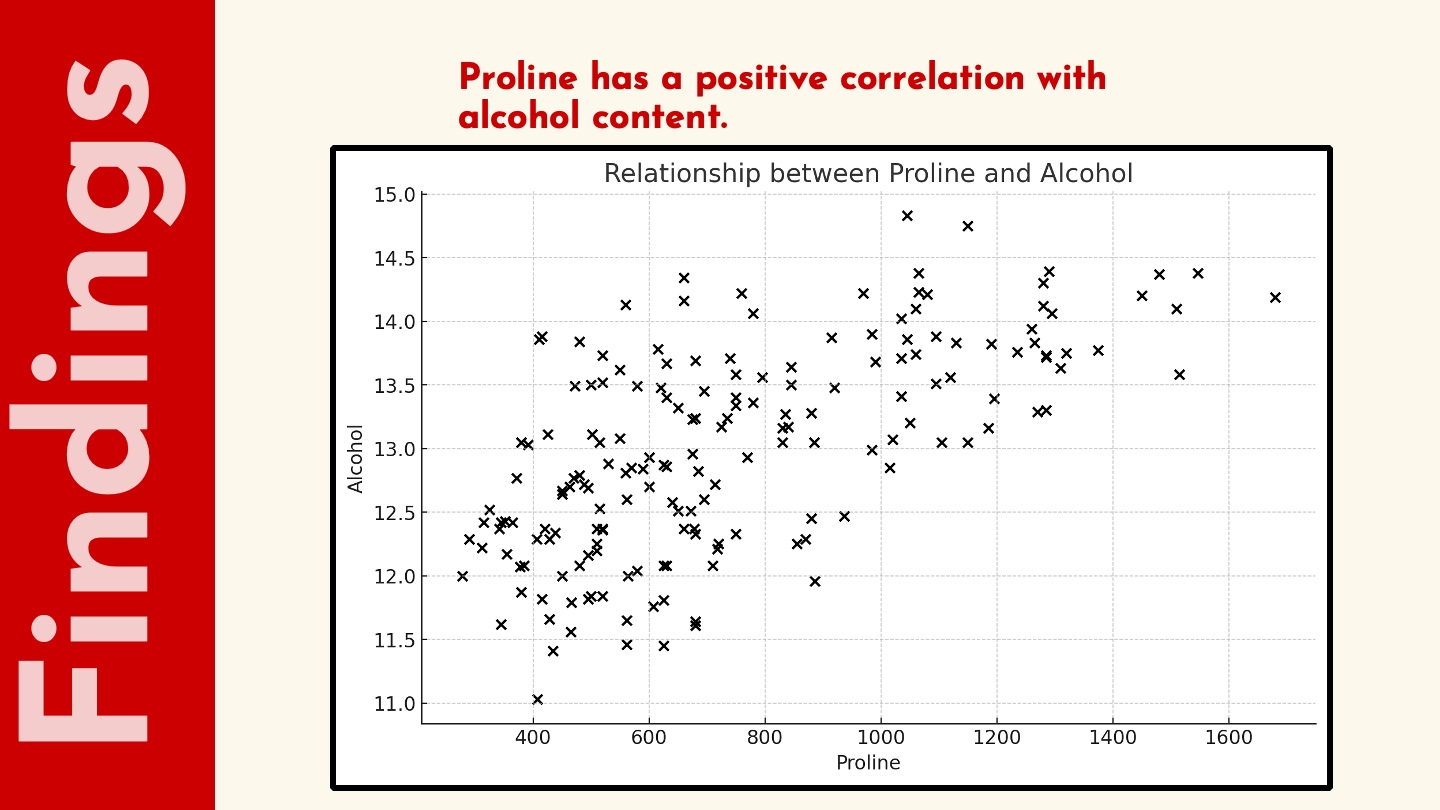 Findings
Proline has a positive correlation with
alcohol content.
Relationship between Proline and Alcohol
15.0
14.5
14.0
13.5
13.0
12.5
12.0
11.5
11.0
Alcohol
400 600 800 1000 1200 1400 1600
Proline